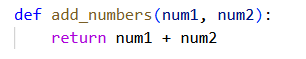 def add_numbers(num1, num2):
    return num1 + num2